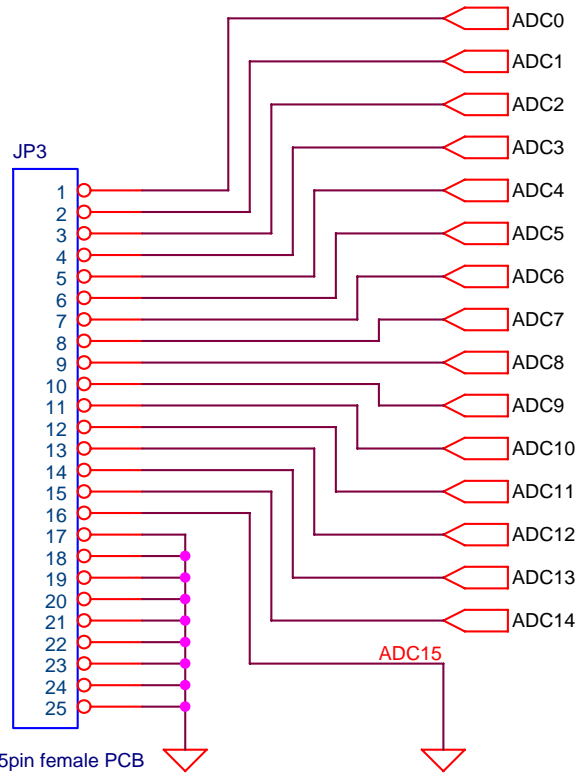 ADC0
ADC1
ADC2
JP3
ADC3
1
ADC4
2
3
ADC5
4
5
ADC6
6
7
ADC7
8
9
ADC8
10
ADC9
11
12
ADC10
13
14
ADC11
15
16
ADC12
17
18
ADC13
19
20
ADC14
21
22
ADC15
23
24
25
5pin female PCB